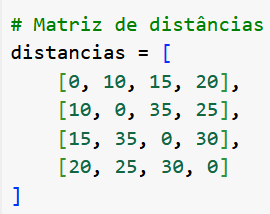 # Matriz de distâncias
distancias = [
    [0, 10, 15, 20],
    [10, 0, 35, 25],
    [15, 35, 0, 30],
    [20, 25, 30, 0]
]